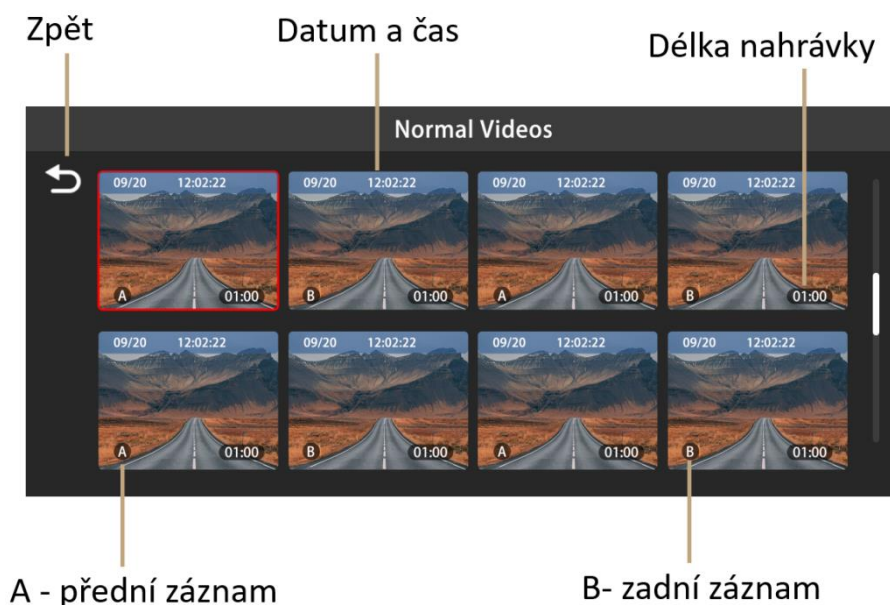 Zpět
Datum a čas
Délka nahrávky
Normal Videos
09/20 12:02:22
09/20 12:02:22
09/20 12:02:22
09/20 12:02:22
A 01:00
B 01:00
A 01:00
B 01:00
09/20 12:02:22
09/20 12:02:22
09/20 12:02:22
09/20 12:02:22
A 01:00
B 01:00
A 01:00
B 01:00
A - přední záznam
B- zadní záznam